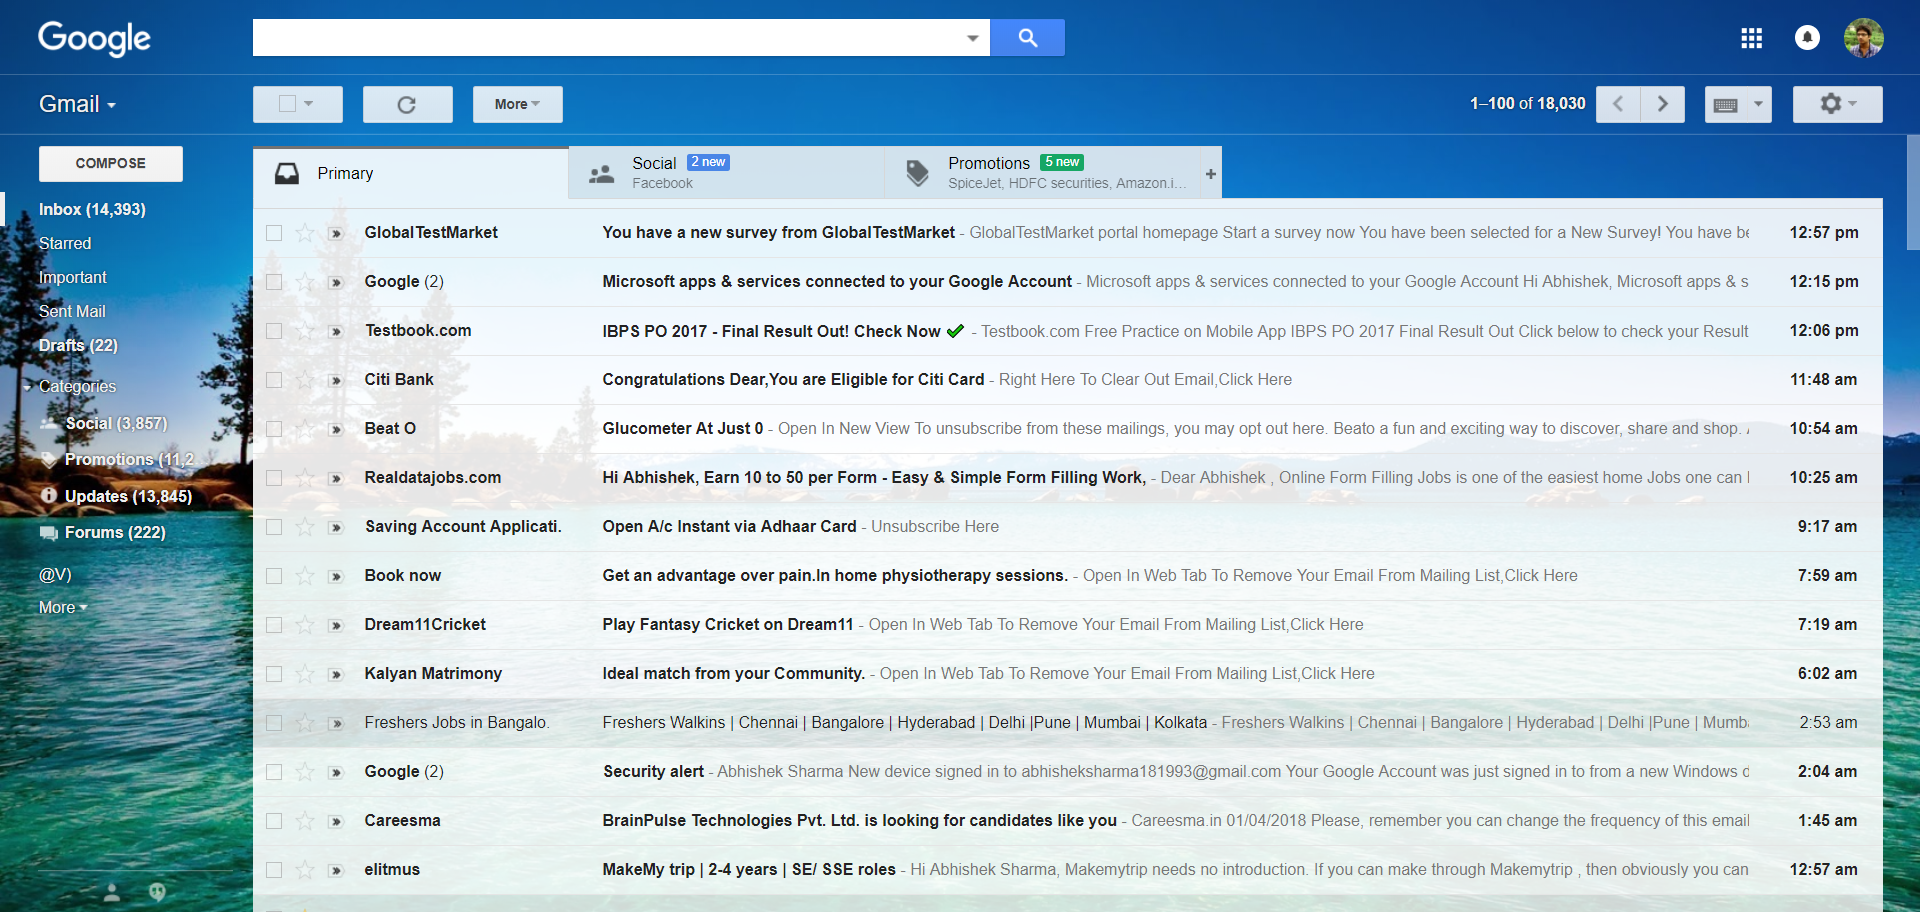 Google
Gmail
More
1–100 of 18,030
COMPOSE
Inbox (14,393)
Starred
Important
Sent Mail
Drafts (22)
Categories
Social (3,857)
Promotions (11,2
Updates (13,845)
Forums (222)
@V)
More
Primary
Social 2 new
Facebook
Promotions 5 new
SpiceJet, HDFC securities, Amazon.i…
+
GlobalTestMarket You have a new survey from GlobalTestMarket - GlobalTestMarket portal homepage Start a survey now You have been selected for a New Survey! You have be 12:57 pm
Google (2) Microsoft apps & services connected to your Google Account - Microsoft apps & services connected to your Google Account Hi Abhishek, Microsoft apps & s 12:15 pm
Testbook.com IBPS PO 2017 - Final Result Out! Check Now ✔ - Testbook.com Free Practice on Mobile App IBPS PO 2017 Final Result Out Click below to check your Result 12:06 pm
Citi Bank Congratulations Dear,You are Eligible for Citi Card - Right Here To Clear Out Email,Click Here 11:48 am
Beat O Glucometer At Just 0 - Open In New View To unsubscribe from these mailings, you may opt out here. Beato a fun and exciting way to discover, share and shop. 10:54 am
Realdatajobs.com Hi Abhishek, Earn 10 to 50 per Form - Easy & Simple Form Filling Work, - Dear Abhishek , Online Form Filling Jobs is one of the easiest home Jobs one can 10:25 am
Saving Account Applicati. Open A/c Instant via Adhaar Card - Unsubscribe Here 9:17 am
Book now Get an advantage over pain.In home physiotherapy sessions. - Open In Web Tab To Remove Your Email From Mailing List,Click Here 7:59 am
Dream11Cricket Play Fantasy Cricket on Dream11 - Open In Web Tab To Remove Your Email From Mailing List,Click Here 7:19 am
Kalyan Matrimony Ideal match from your Community. - Open In Web Tab To Remove Your Email From Mailing List,Click Here 6:02 am
Freshers Jobs in Bangalo. Freshers Walkins | Chennai | Bangalore | Hyderabad | Delhi |Pune | Mumbai | Kolkata - Freshers Walkins | Chennai | Bangalore | Hyderabad | Delhi |Pune | Mumb 2:53 am
Google (2) Security alert - Abhishek Sharma New device signed in to abhisheksharma181993@gmail.com Your Google Account was just signed in to from a new Windows d 2:04 am
Careesma BrainPulse Technologies Pvt. Ltd. is looking for candidates like you - Careesma.in 01/04/2018 Please, remember you can change the frequency of this email 1:45 am
elitmus MakeMy trip | 2-4 years | SE/ SSE roles - Hi Abhishek Sharma, Makemytrip needs no introduction. If you can make through Makemytrip , then obviously you can 12:57 am